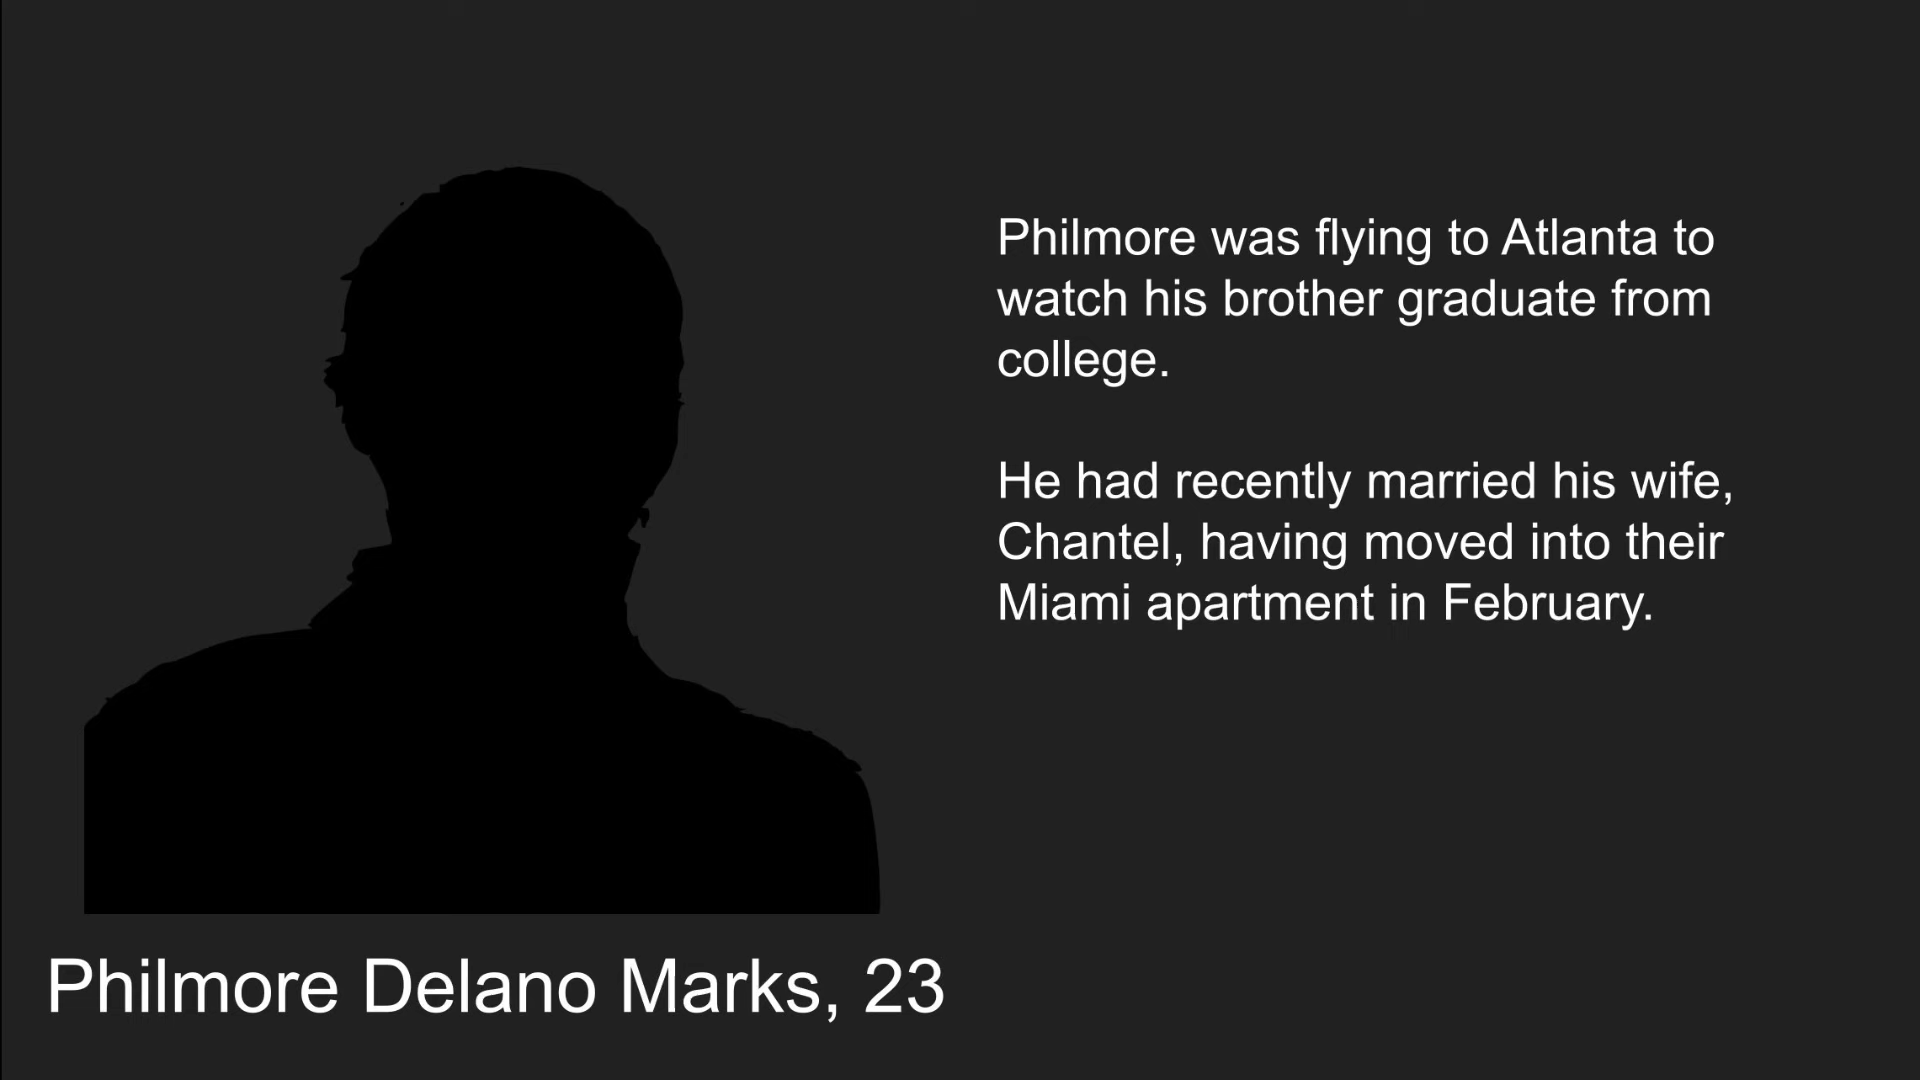 Philmore was flying to Atlanta to
watch his brother graduate from
college.
He had recently married his wife,
Chantel, having moved into their
Miami apartment in February.
Philmore Delano Marks, 23